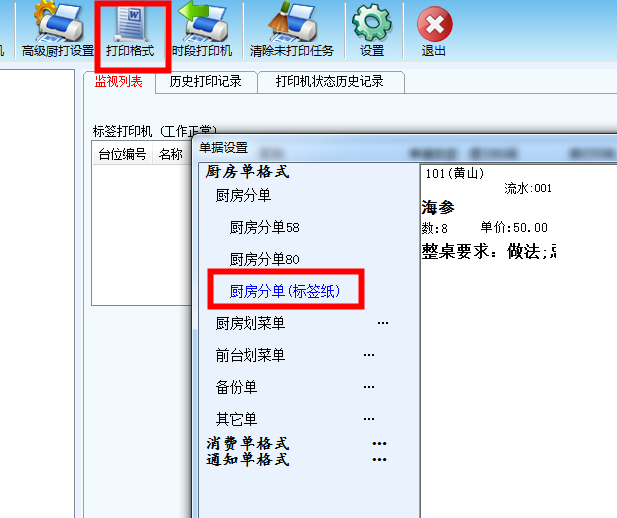 机 高级厨打设置 打印格式 时段打印机 清除未打印任务 设置 退出
监视列表 历史打印记录 打印机状态历史记录
标签打印机 (工作正常)
台位编号 名称
单据设置
厨房单格式
厨房分单
厨房分单58
厨房分单80
厨房分单(标签纸)
厨房划菜单 ...
前台划菜单 ...
备份单 ...
其它单 ...
消费单格式 ...
通知单格式 ...
101(黄山)
流水:001
海参
数:8 单价:50.00
整桌要求: 做法;